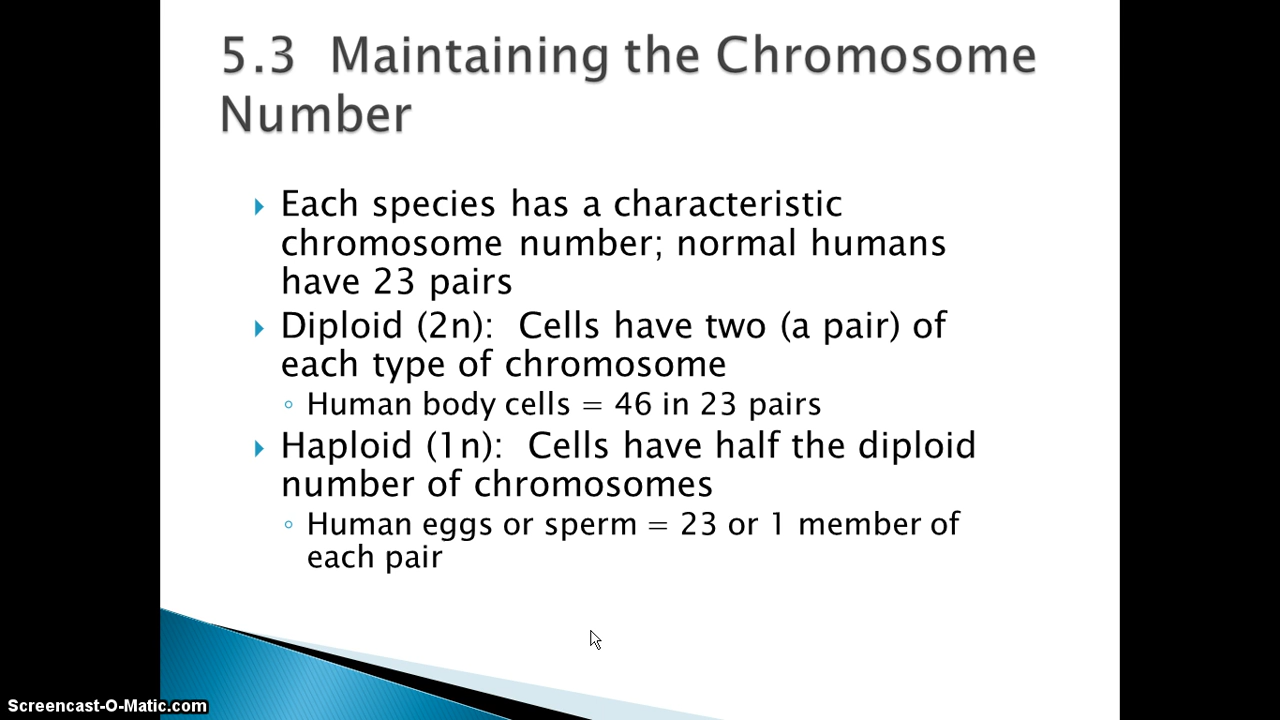 5.3  Maintaining the Chromosome
Number
Each species has a characteristic
chromosome number; normal humans
have 23 pairs
Diploid (2n):  Cells have two (a pair) of
each type of chromosome
Human body cells = 46 in 23 pairs
Haploid (1n):  Cells have half the diploid
number of chromosomes
Human eggs or sperm = 23 or 1 member of
each pair
Screencast-O-Matic.com